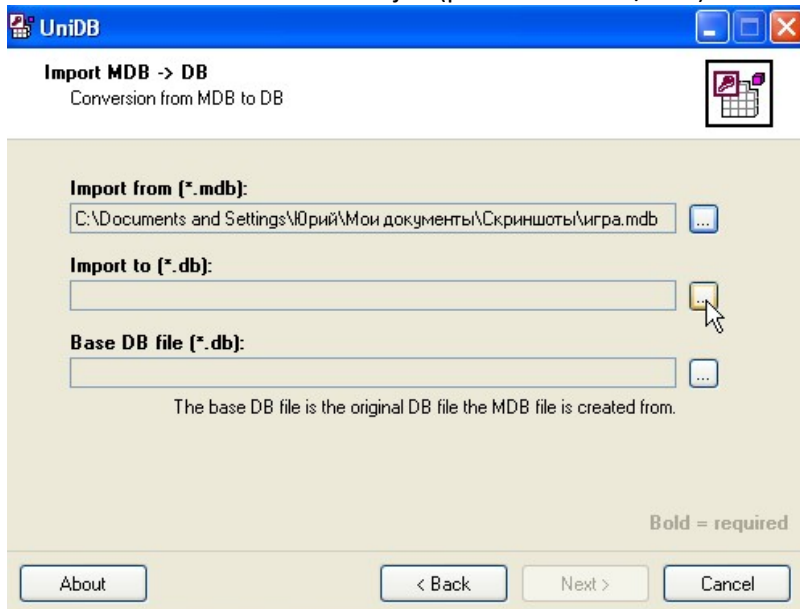 UniDB
Import MDB -> DB
Conversion from MDB to DB
Import from (*.mdb):
C:\Documents and Settings\Юрий\Мои документы\Скриншоты\игра.mdb
...
Import to (*.db):
...
Base DB file (*.db):
...
The base DB file is the original DB file the MDB file is created from.
Bold = required
About
< Back
Next >
Cancel